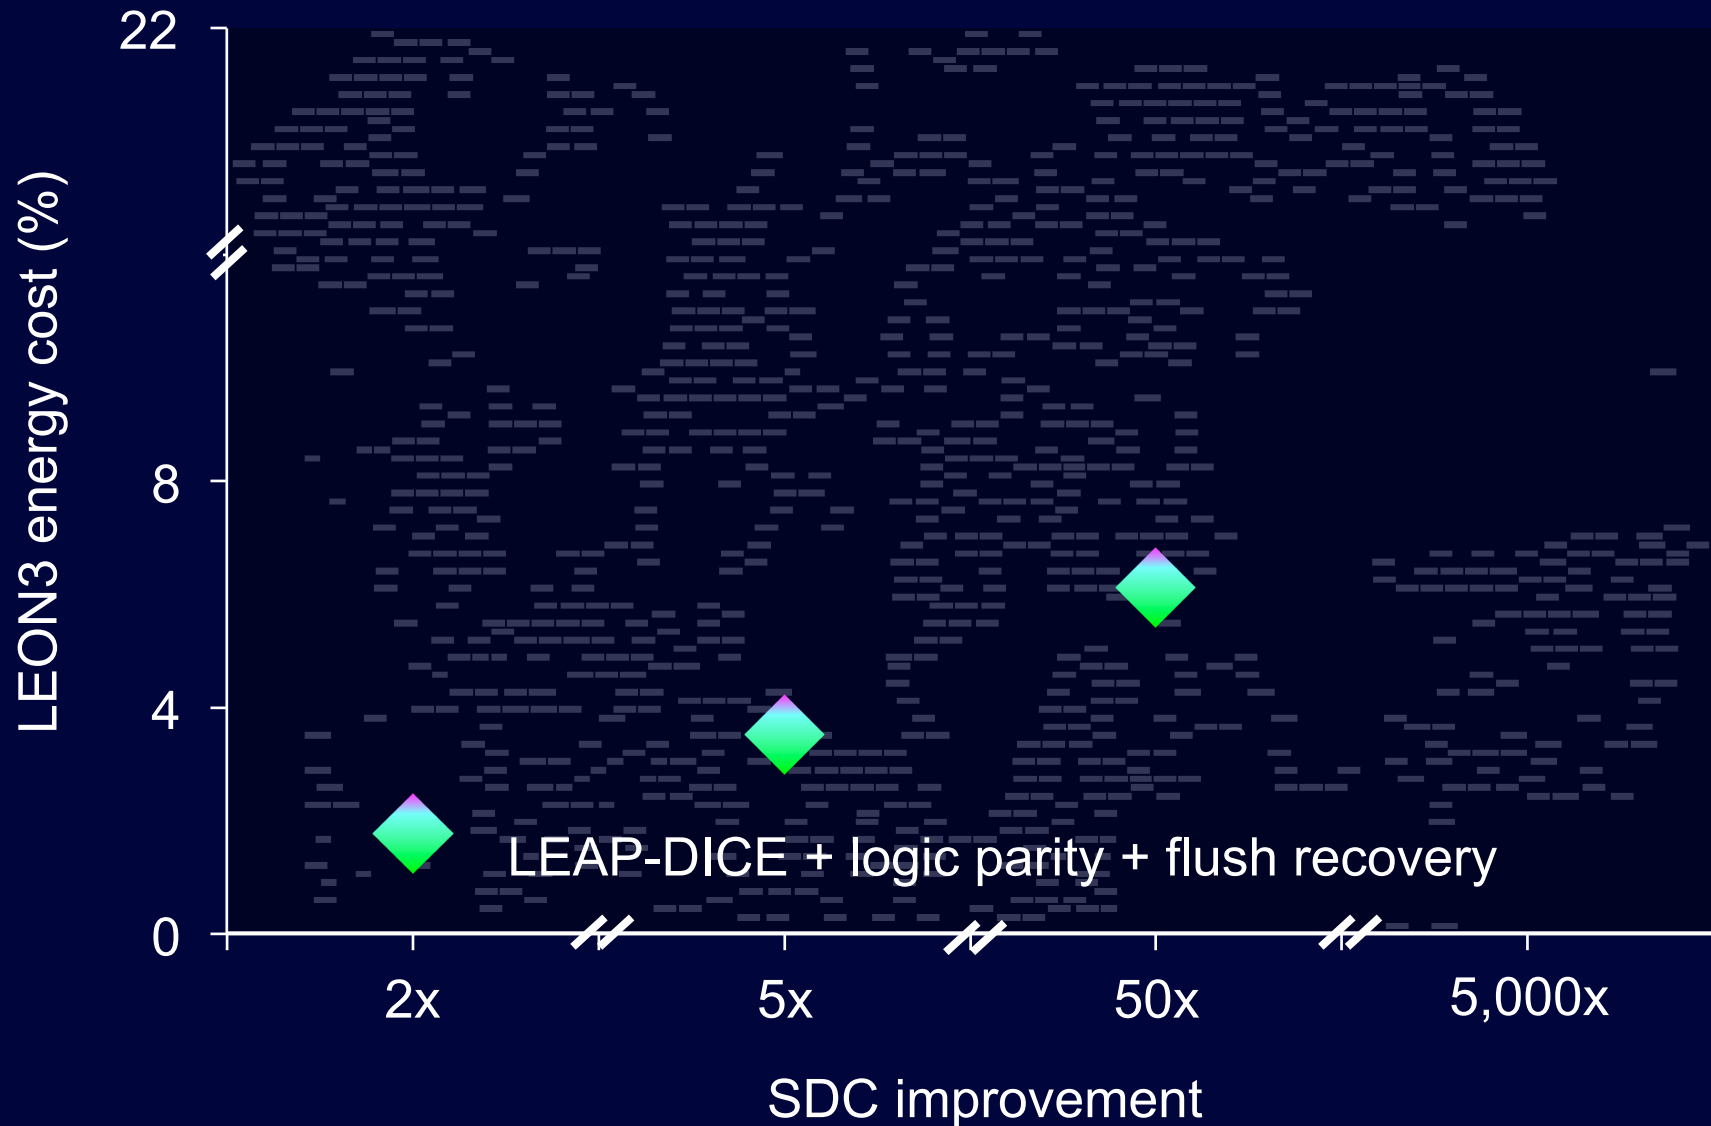 22
8
4
0
LEON3 energy cost (%)
LEAP-DICE + logic parity + flush recovery
2x
5x
50x
5,000x
SDC improvement